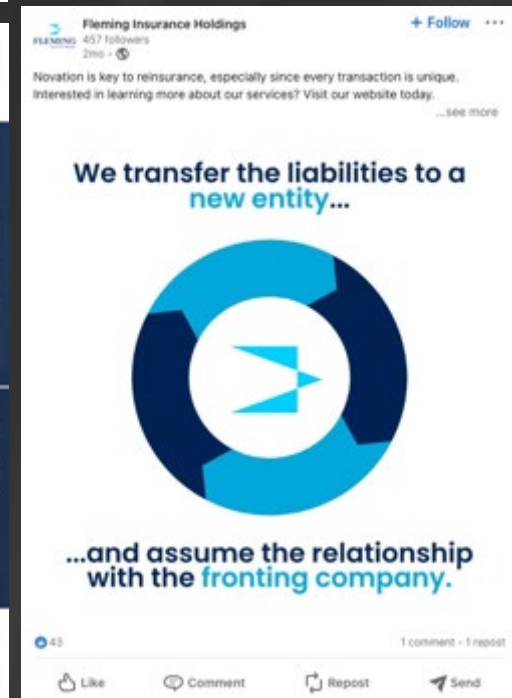 Fleming Insurance Holdings
+ Follow ...
FLEMING
457 followers
2mo •
Novation is key to reinsurance, especially since every transaction is unique.
Interested in learning more about our services? Visit our website today.
...see more
We transfer the liabilities to a
new entity...
...and assume the relationship
with the fronting company.
43
1 comment • 1 repost
Like
Comment
Repost
Send